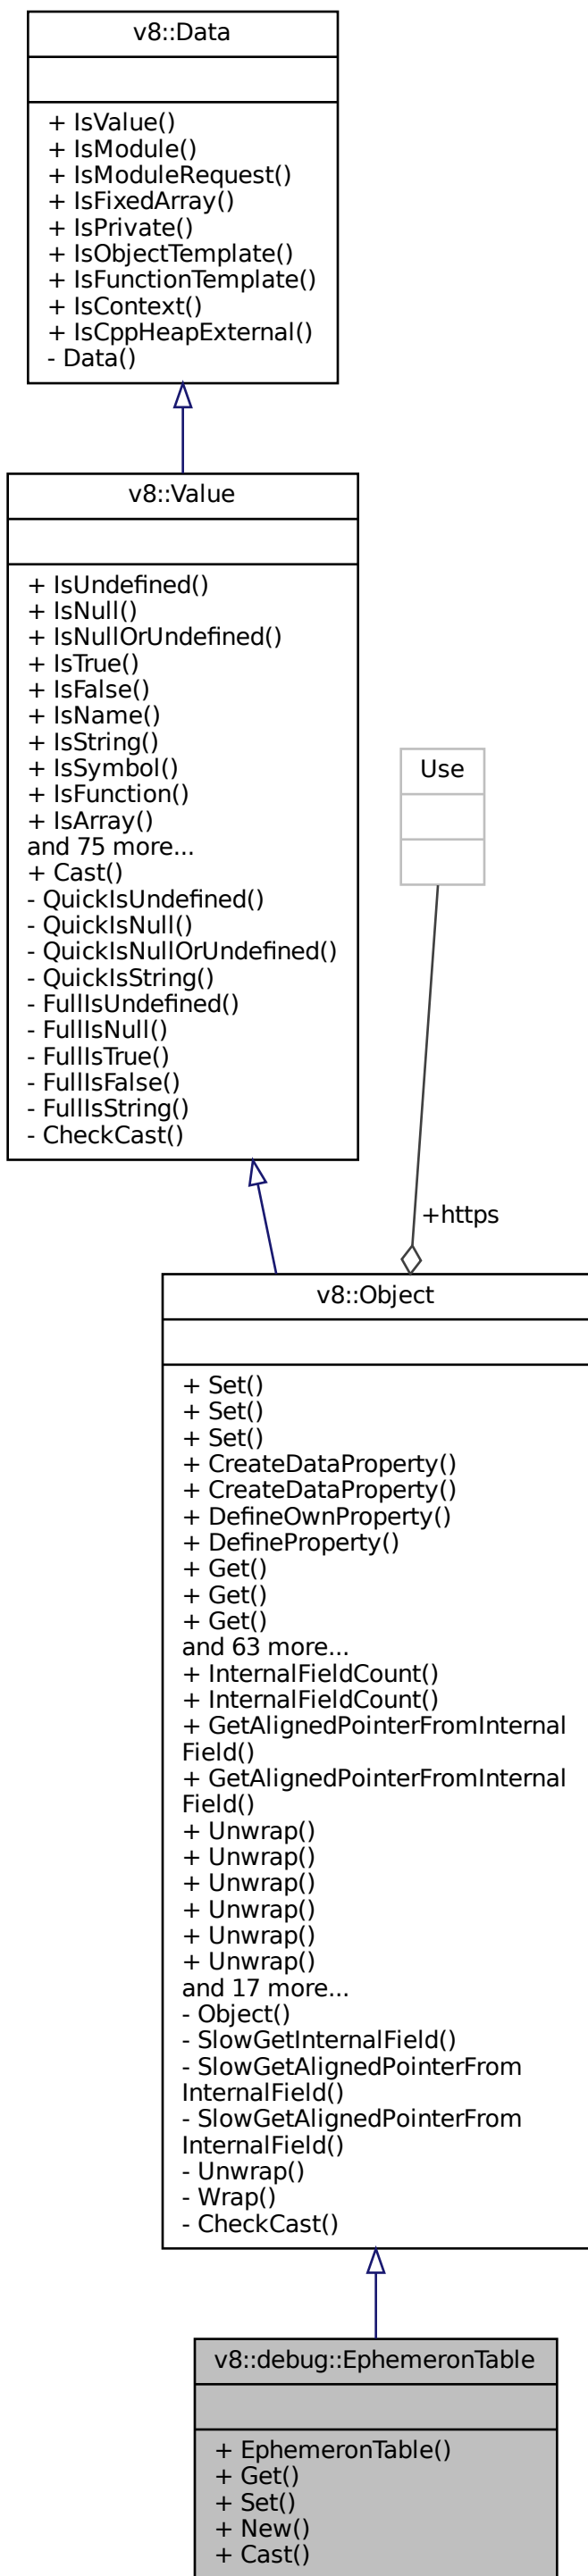 v8::Data
+ IsValue()
+ IsModule()
+ IsModuleRequest()
+ IsFixedArray()
+ IsPrivate()
+ IsObjectTemplate()
+ IsFunctionTemplate()
+ IsContext()
+ IsCppHeapExternal()
- Data()
v8::Value
+ IsUndefined()
+ IsNull()
+ IsNullOrUndefined()
+ IsTrue()
+ IsFalse()
+ IsName()
+ IsString()
+ IsSymbol()
+ IsFunction()
+ IsArray()
and 75 more...
+ Cast()
- QuickIsUndefined()
- QuickIsNull()
- QuickIsNullOrUndefined()
- QuickIsString()
- FullIsUndefined()
- FullIsNull()
- FullIsTrue()
- FullIsFalse()
- FullIsString()
- CheckCast()
Use
+https
v8::Object
+ Set()
+ Set()
+ Set()
+ CreateDataProperty()
+ CreateDataProperty()
+ DefineOwnProperty()
+ DefineProperty()
+ Get()
+ Get()
+ Get()
and 63 more...
+ InternalFieldCount()
+ InternalFieldCount()
+ GetAlignedPointerFromInternal
Field()
+ GetAlignedPointerFromInternal
Field()
+ Unwrap()
+ Unwrap()
+ Unwrap()
+ Unwrap()
+ Unwrap()
+ Unwrap()
and 17 more...
- Object()
- SlowGetInternalField()
- SlowGetAlignedPointerFrom
InternalField()
- SlowGetAlignedPointerFrom
InternalField()
- Unwrap()
- Wrap()
- CheckCast()
v8::debug::EphemeronTable
+ EphemeronTable()
+ Get()
+ Set()
+ New()
+ Cast()